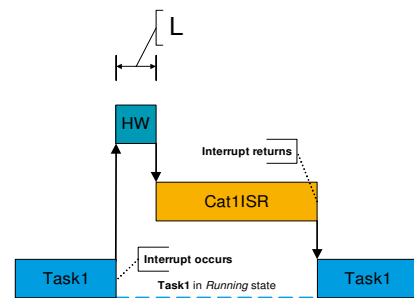 L
HW
Interrupt returns
Cat1ISR
Interrupt occurs
Task1
Task1 in Running state
Task1